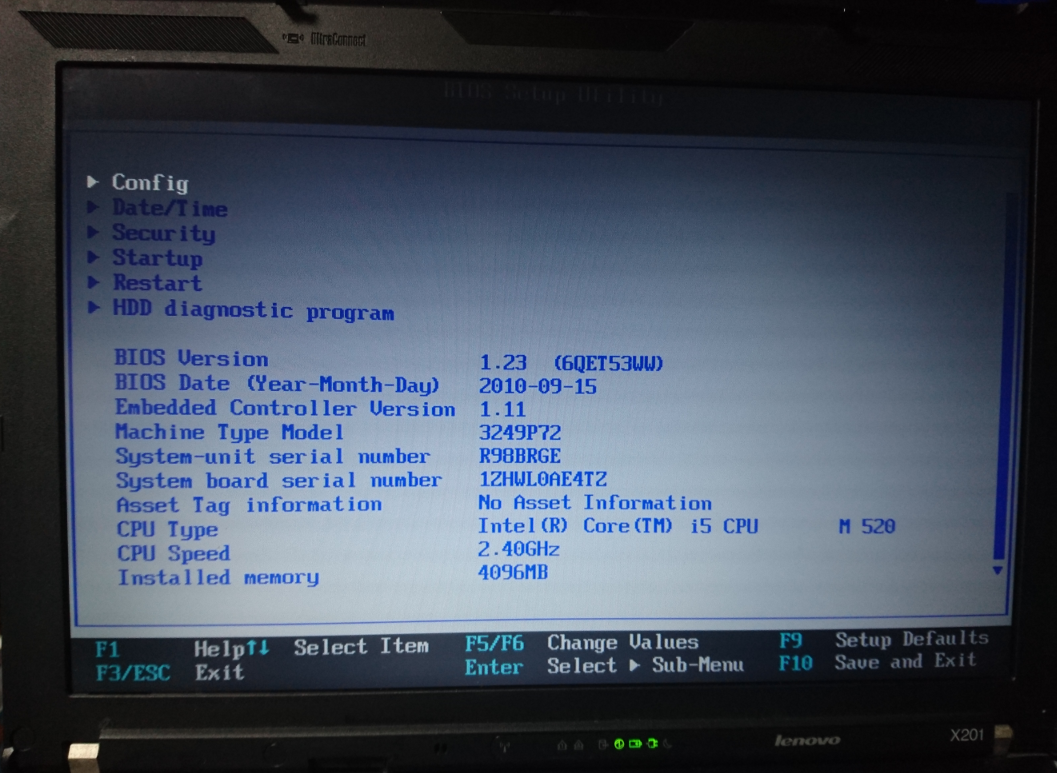 UltraConnect
BIOS Setup Utility
Config
Date/Time
Security
Startup
Restart
HDD diagnostic program
BIOS Version 1.23 (6QET53WW)
BIOS Date (Year-Month-Day) 2010-09-15
Embedded Controller Version 1.11
Machine Type Model 3249P72
System-unit serial number R98BRGE
System board serial number 1ZHWL0AE4TZ
Asset Tag information No Asset Information
CPU Type Intel(R) Core(TM) i5 CPU M 520
CPU Speed 2.40GHz
Installed memory 4096MB
F1 Help ↑↓ Select Item F5/F6 Change Values F9 Setup Defaults
F3/ESC Exit Enter Select ▶ Sub-Menu F10 Save and Exit
lenovo X201